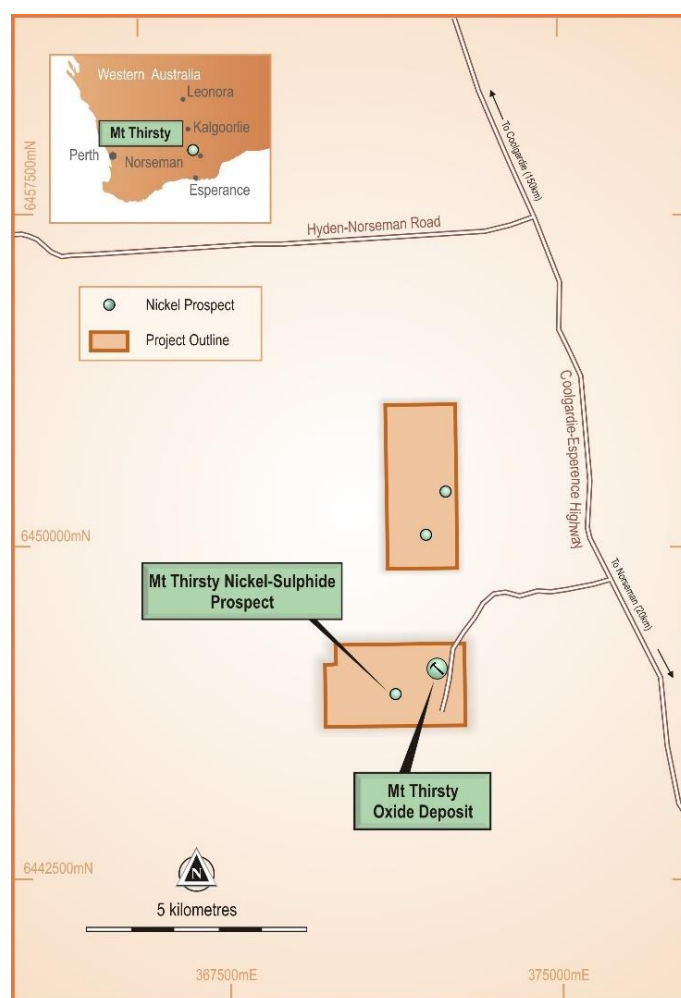 Western Australia
Leonora
Mt Thirsty
Kalgoorlie
Perth
Norseman
Esperance
6457500mN
To Coolgardie (150km)
Hyden-Norseman Road
Nickel Prospect
Project Outline
Coolgardie-Esperence Highway
6450000mN
To Norseman (20km)
Mt Thirsty Nickel-Sulphide
Prospect
Mt Thirsty
Oxide Deposit
6442500mN
N
5 kilometres
367500mE
375000mE